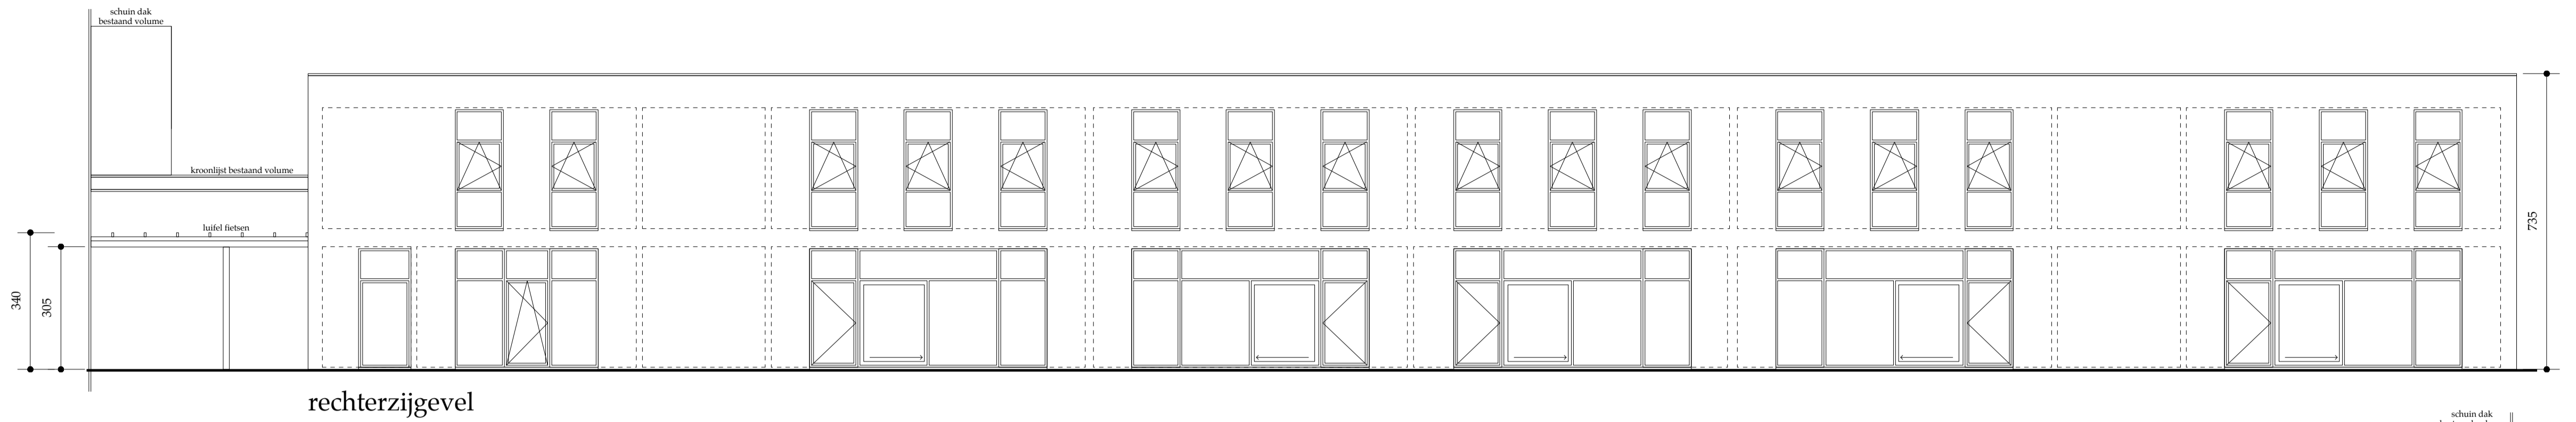 schuin dak
bestaand volume
kroonlijst bestaand volume
luifel fietsen
340
305
735
rechterzijgevel
schuin dak